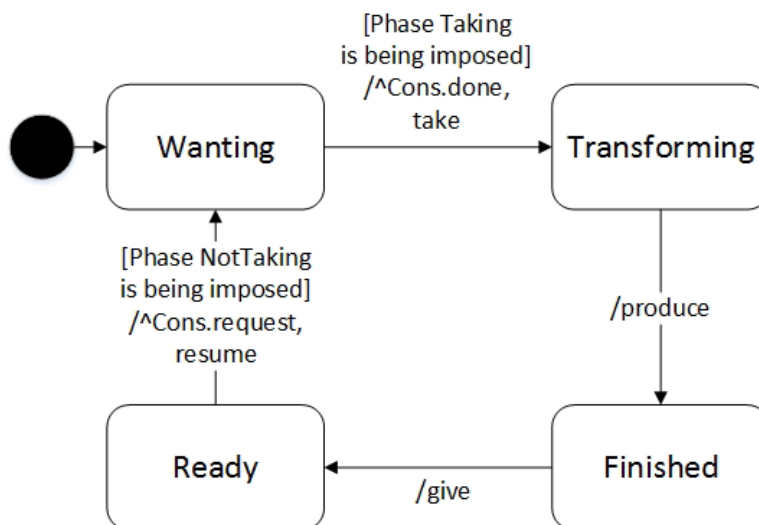 [Phase Taking
is being imposed]
/^Cons.done,
take
Wanting
Transforming
[Phase NotTaking
is being imposed]
/^Cons.request,
resume
/produce
Ready
/give
Finished